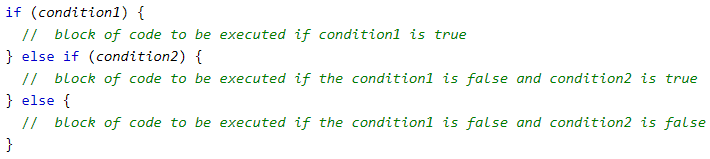 if (condition1) {
  //  block of code to be executed if condition1 is true
} else if (condition2) {
  //  block of code to be executed if the condition1 is false and condition2 is true
} else {
  //  block of code to be executed if the condition1 is false and condition2 is false
}